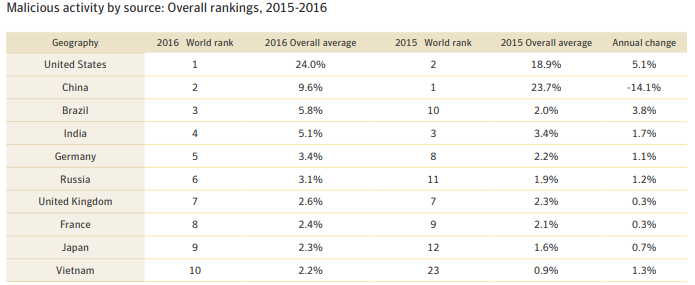 Malicious activity by source: Overall rankings, 2015-2016
Geography 2016 World rank 2016 Overall average 2015 World rank 2015 Overall average Annual change
United States 1 24.0% 2 18.9% 5.1%
China 2 9.6% 1 23.7% -14.1%
Brazil 3 5.8% 10 2.0% 3.8%
India 4 5.1% 3 3.4% 1.7%
Germany 5 3.4% 8 2.2% 1.1%
Russia 6 3.1% 11 1.9% 1.2%
United Kingdom 7 2.6% 7 2.3% 0.3%
France 8 2.4% 9 2.1% 0.3%
Japan 9 2.3% 12 1.6% 0.7%
Vietnam 10 2.2% 23 0.9% 1.3%